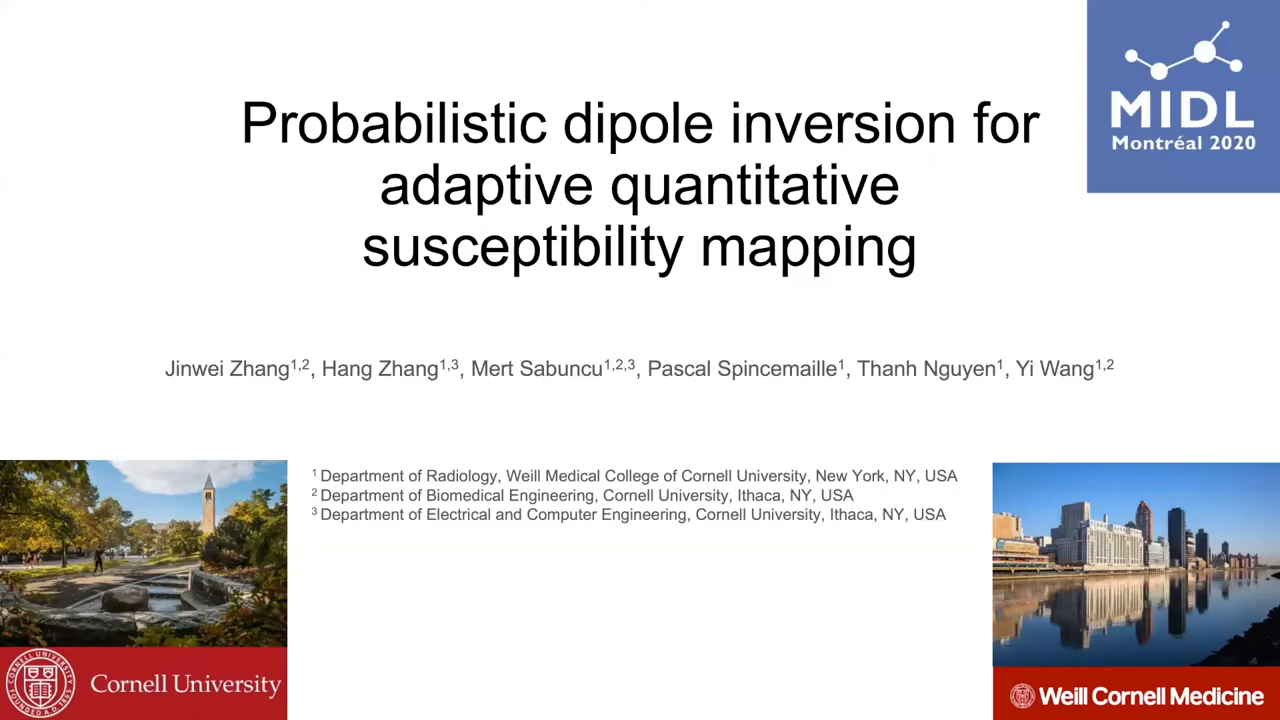 MIDL
Montréal 2020
Probabilistic dipole inversion for
adaptive quantitative
susceptibility mapping
Jinwei Zhang1,2, Hang Zhang1,3, Mert Sabuncu1,2,3, Pascal Spincemaille1, Thanh Nguyen1, Yi Wang1,2
1 Department of Radiology, Weill Medical College of Cornell University, New York, NY, USA
2 Department of Biomedical Engineering, Cornell University, Ithaca, NY, USA
3 Department of Electrical and Computer Engineering, Cornell University, Ithaca, NY, USA
Cornell University
Weill Cornell Medicine